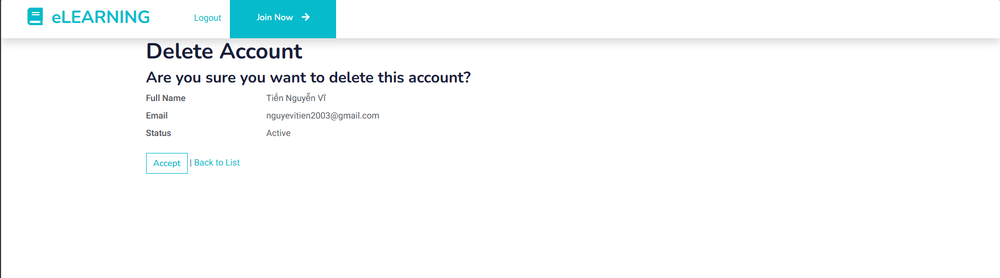 eLEARNING Logout Join Now
Delete Account
Are you sure you want to delete this account?
Full Name Tiến Nguyễn Vĩ
Email nguyevitien2003@gmail.com
Status Active
Accept | Back to List